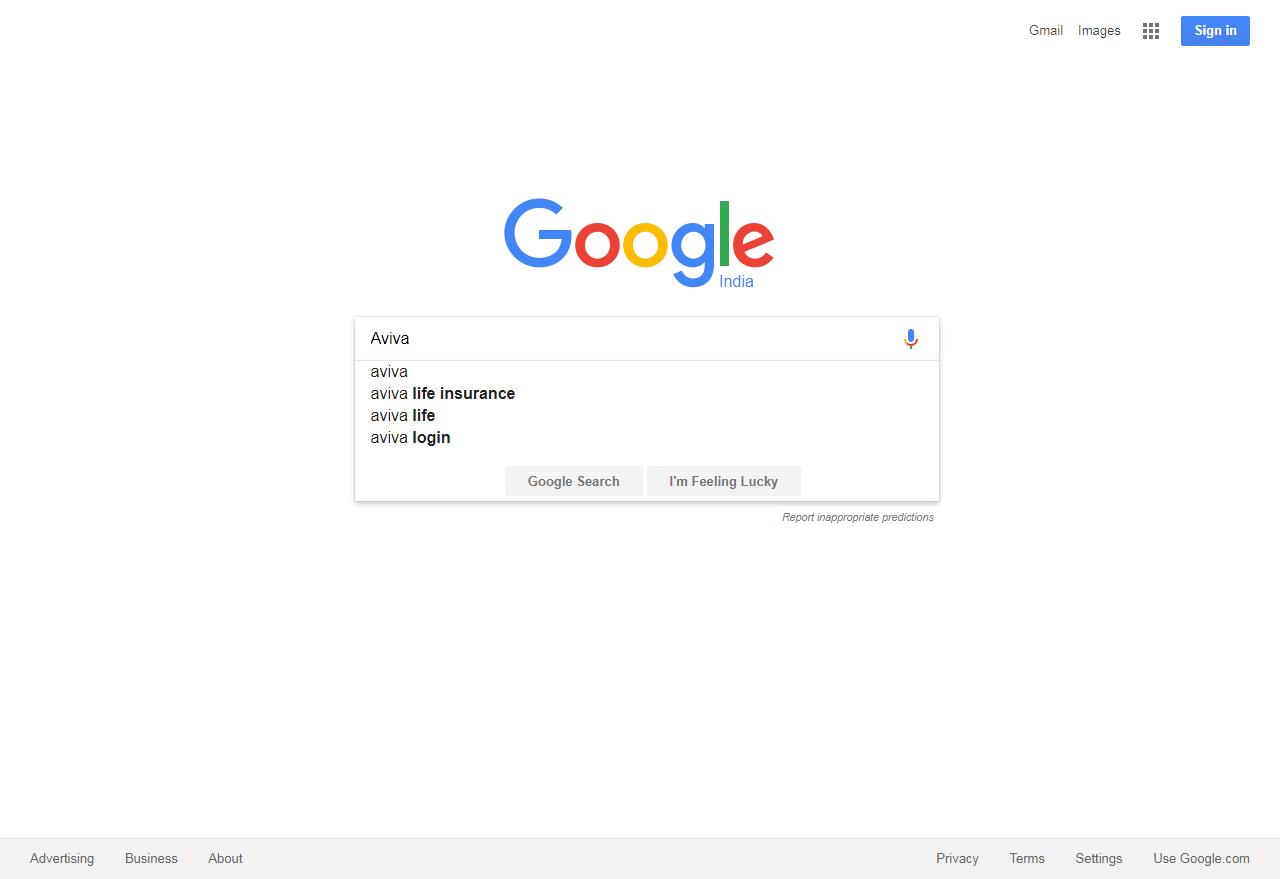 Gmail Images Sign in
Google
India
Aviva
aviva
aviva life insurance
aviva life
aviva login
Google Search I'm Feeling Lucky
Report inappropriate predictions
Advertising Business About Privacy Terms Settings Use Google.com